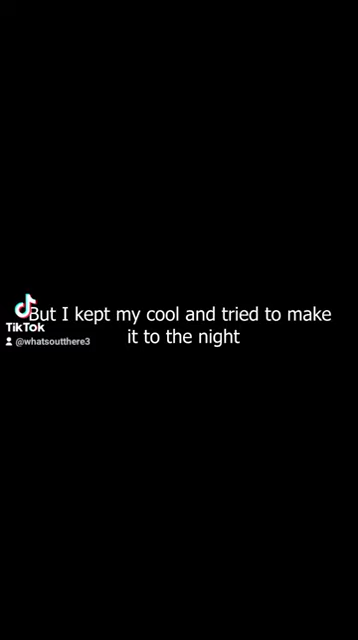 But I kept my cool and tried to make
it to the night
TikTok
@whatsoutthere3